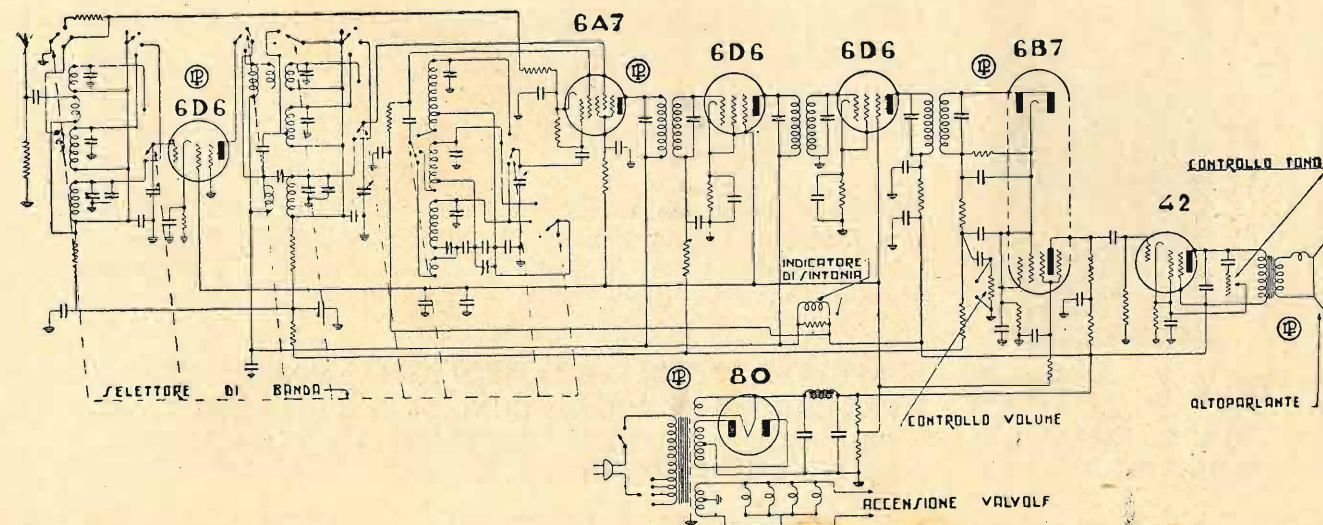 6A7
6D6
6D6
6B7
6D6
42
CONTROLLO TONO
INDICATORE
DI SINTONIA
SELETTORE DI BANDA
80
CONTROLLO VOLUME
ALTOPARLANTE
ACCENSIONE VALVOLE